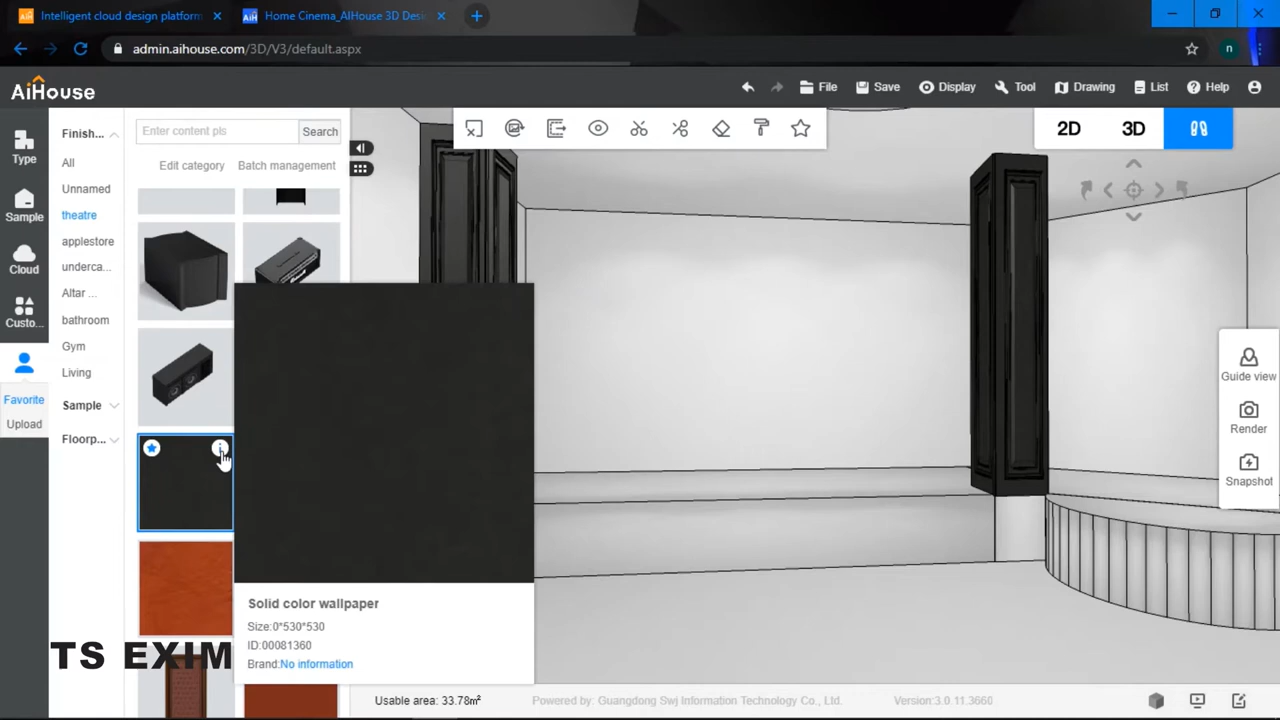 Intelligent cloud design platform
Home Cinema_AIHouse 3D Desi
admin.aihouse.com/3D/V3/default.aspx
n
AiHouse
File
Save
Display
Tool
Drawing
List
Help
Type
Sample
Cloud
Custo...
Favorite
Upload
Finish...
All
Unnamed
theatre
applestore
underca...
Altar ...
bathroom
Gym
Living
Sample
Floorp...
Enter content pls
Search
Edit category
Batch management
2D
3D
Guide view
Render
Snapshot
Solid color wallpaper
Size:0*530*530
ID:00081360
Brand:No information
TS EXIM
Usable area: 33.78m²
Powered by: Guangdong Swj Information Technology Co., Ltd.
Version:3.0.11.3660